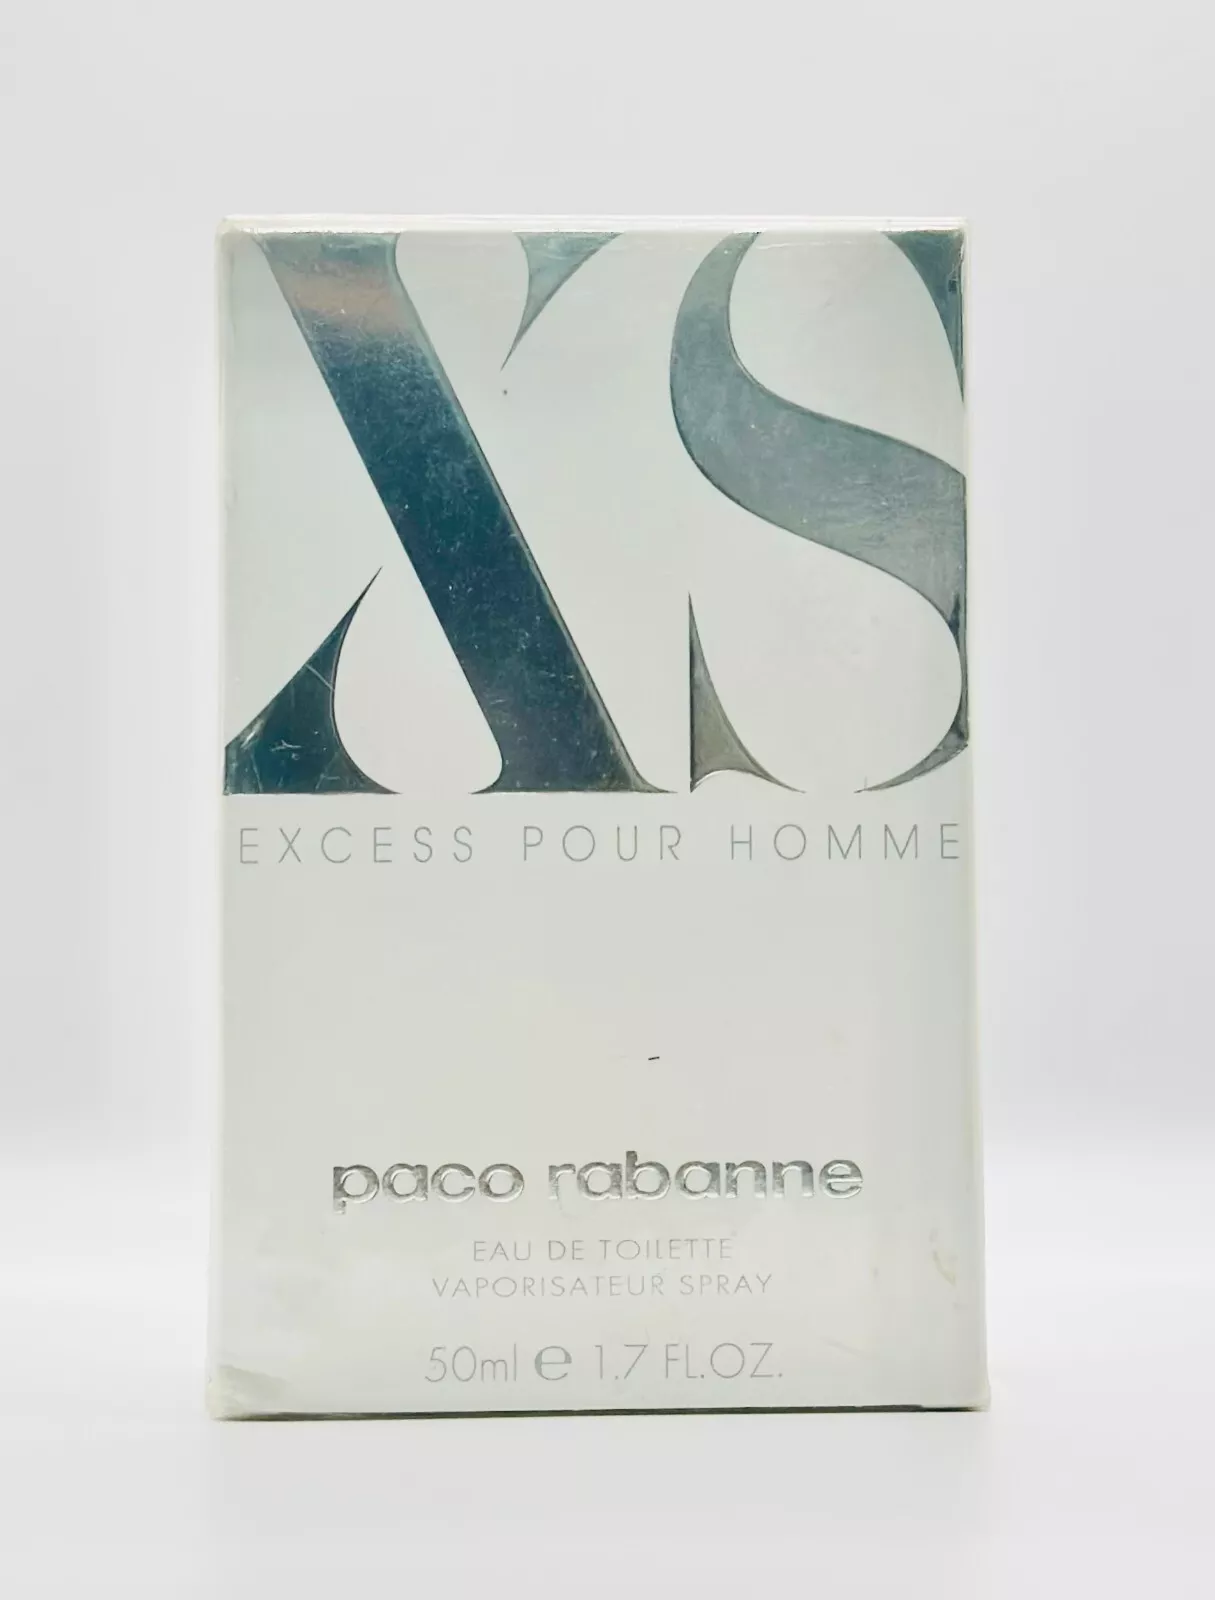 XS
EXCESS POUR HOMME
paco rabanne
EAU DE TOILETTE
VAPORISATEUR SPRAY
50ml e 1.7 FL.OZ.